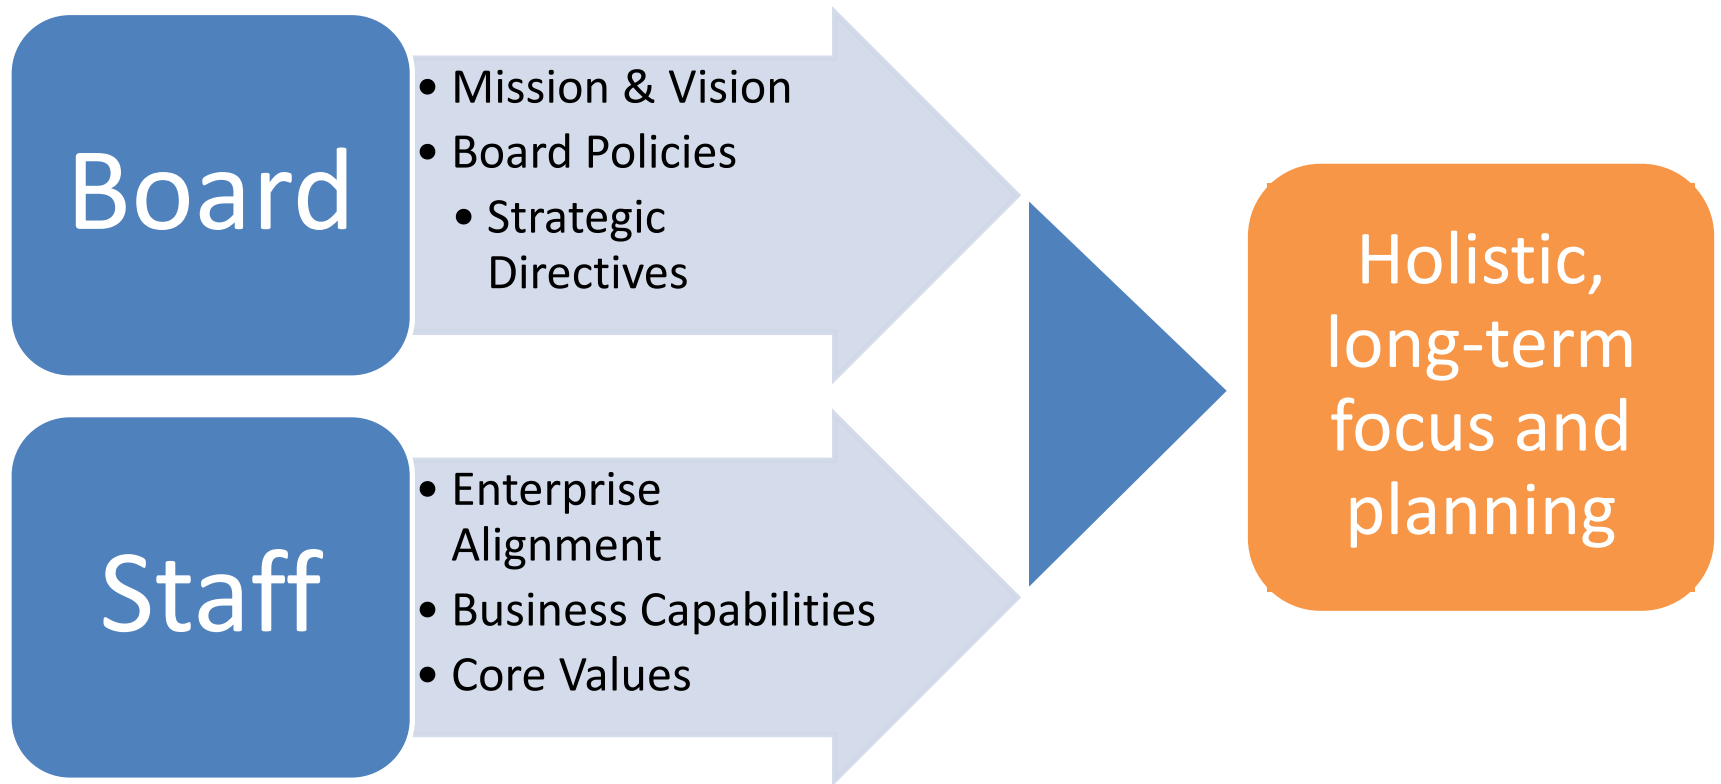 Board
• Mission & Vision
• Board Policies
• Strategic
Directives
Staff
• Enterprise
Alignment
• Business Capabilities
• Core Values
Holistic,
long-term
focus and
planning